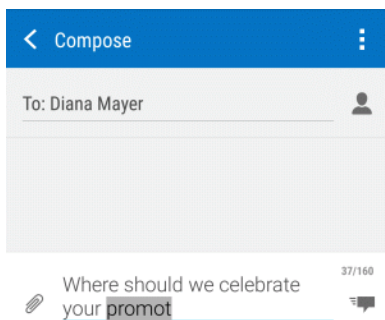 Compose
To: Diana Mayer
37/160
Where should we celebrate
your promot